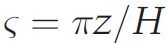 ς = πz/H